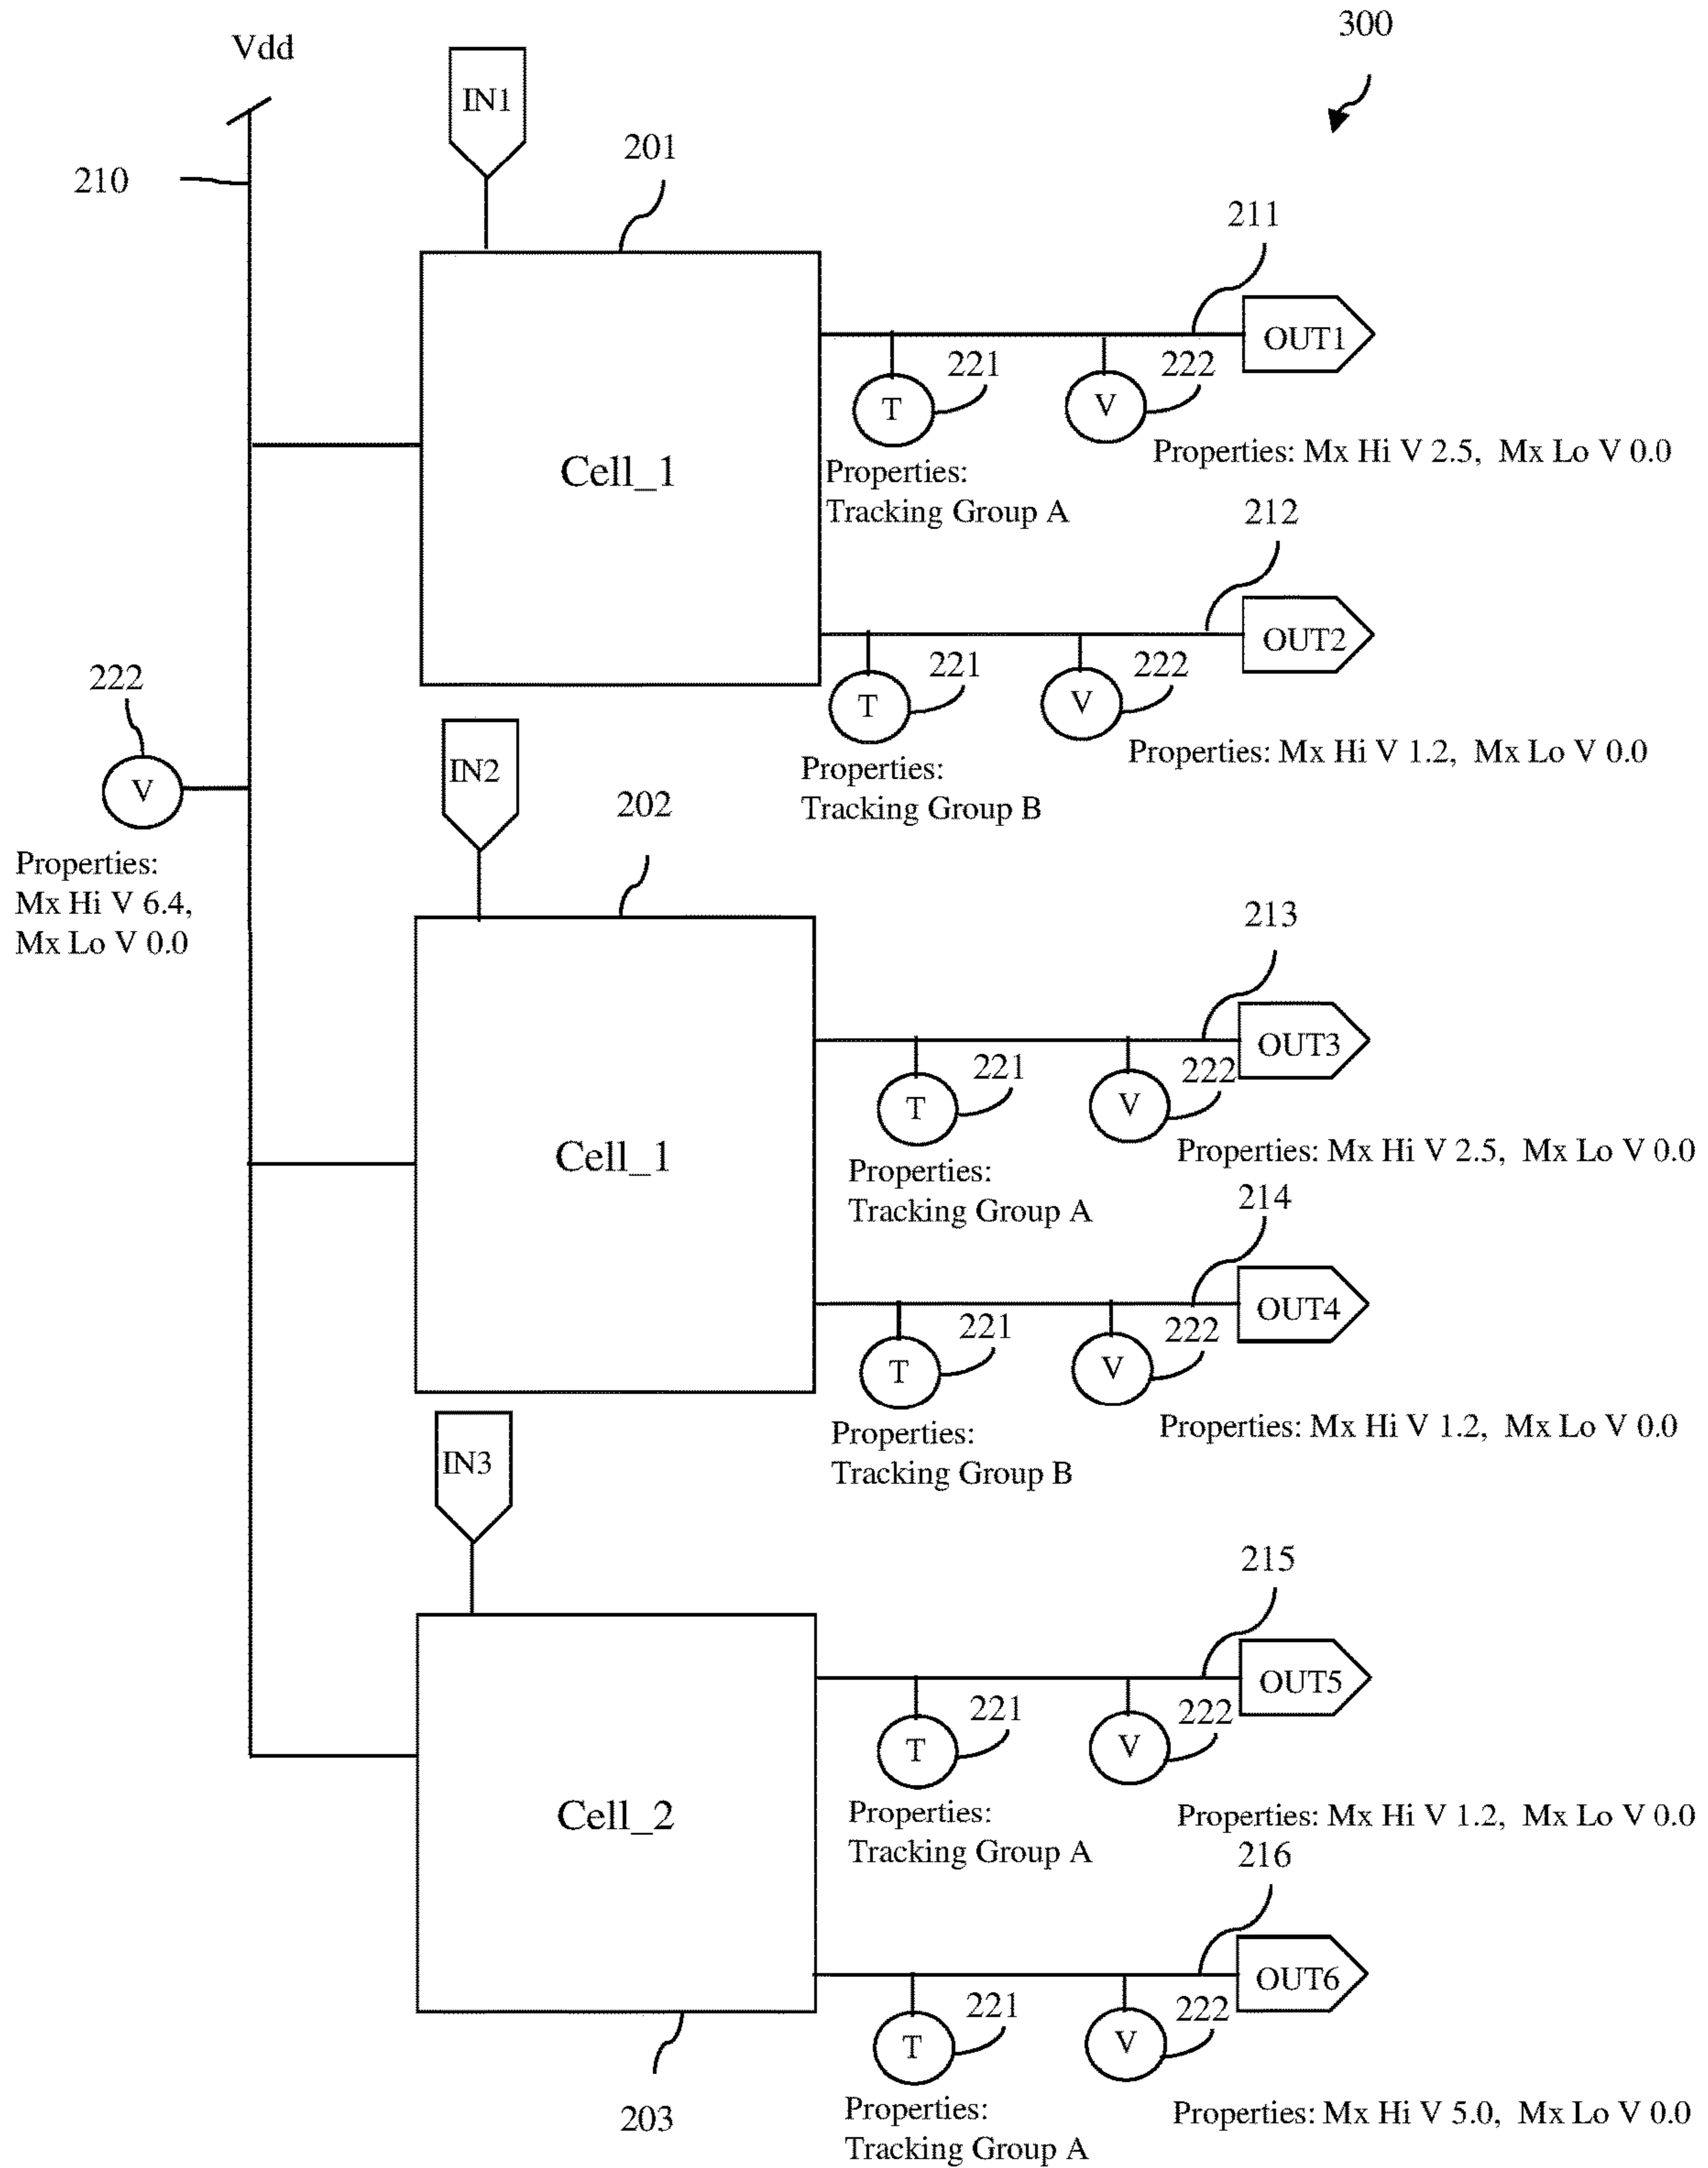 300
Vdd
IN1
210
201
211
OUT1
221
222
T
V
Cell_1
Properties: Mx Hi V 2.5, Mx Lo V 0.0
Properties:
Tracking Group A
212
OUT2
221
222
T
V
Properties: Mx Hi V 1.2, Mx Lo V 0.0
Properties:
Tracking Group B
222
V
Properties:
Mx Hi V 6.4,
Mx Lo V 0.0
IN2
202
213
OUT3
221
222
T
V
Cell_1
Properties: Mx Hi V 2.5, Mx Lo V 0.0
Properties:
Tracking Group A
214
OUT4
221
222
T
V
Properties: Mx Hi V 1.2, Mx Lo V 0.0
Properties:
Tracking Group B
IN3
215
OUT5
221
222
T
V
Cell_2
Properties: Mx Hi V 1.2, Mx Lo V 0.0
Properties:
Tracking Group A
216
OUT6
221
222
T
V
203
Properties: Mx Hi V 5.0, Mx Lo V 0.0
Properties:
Tracking Group A